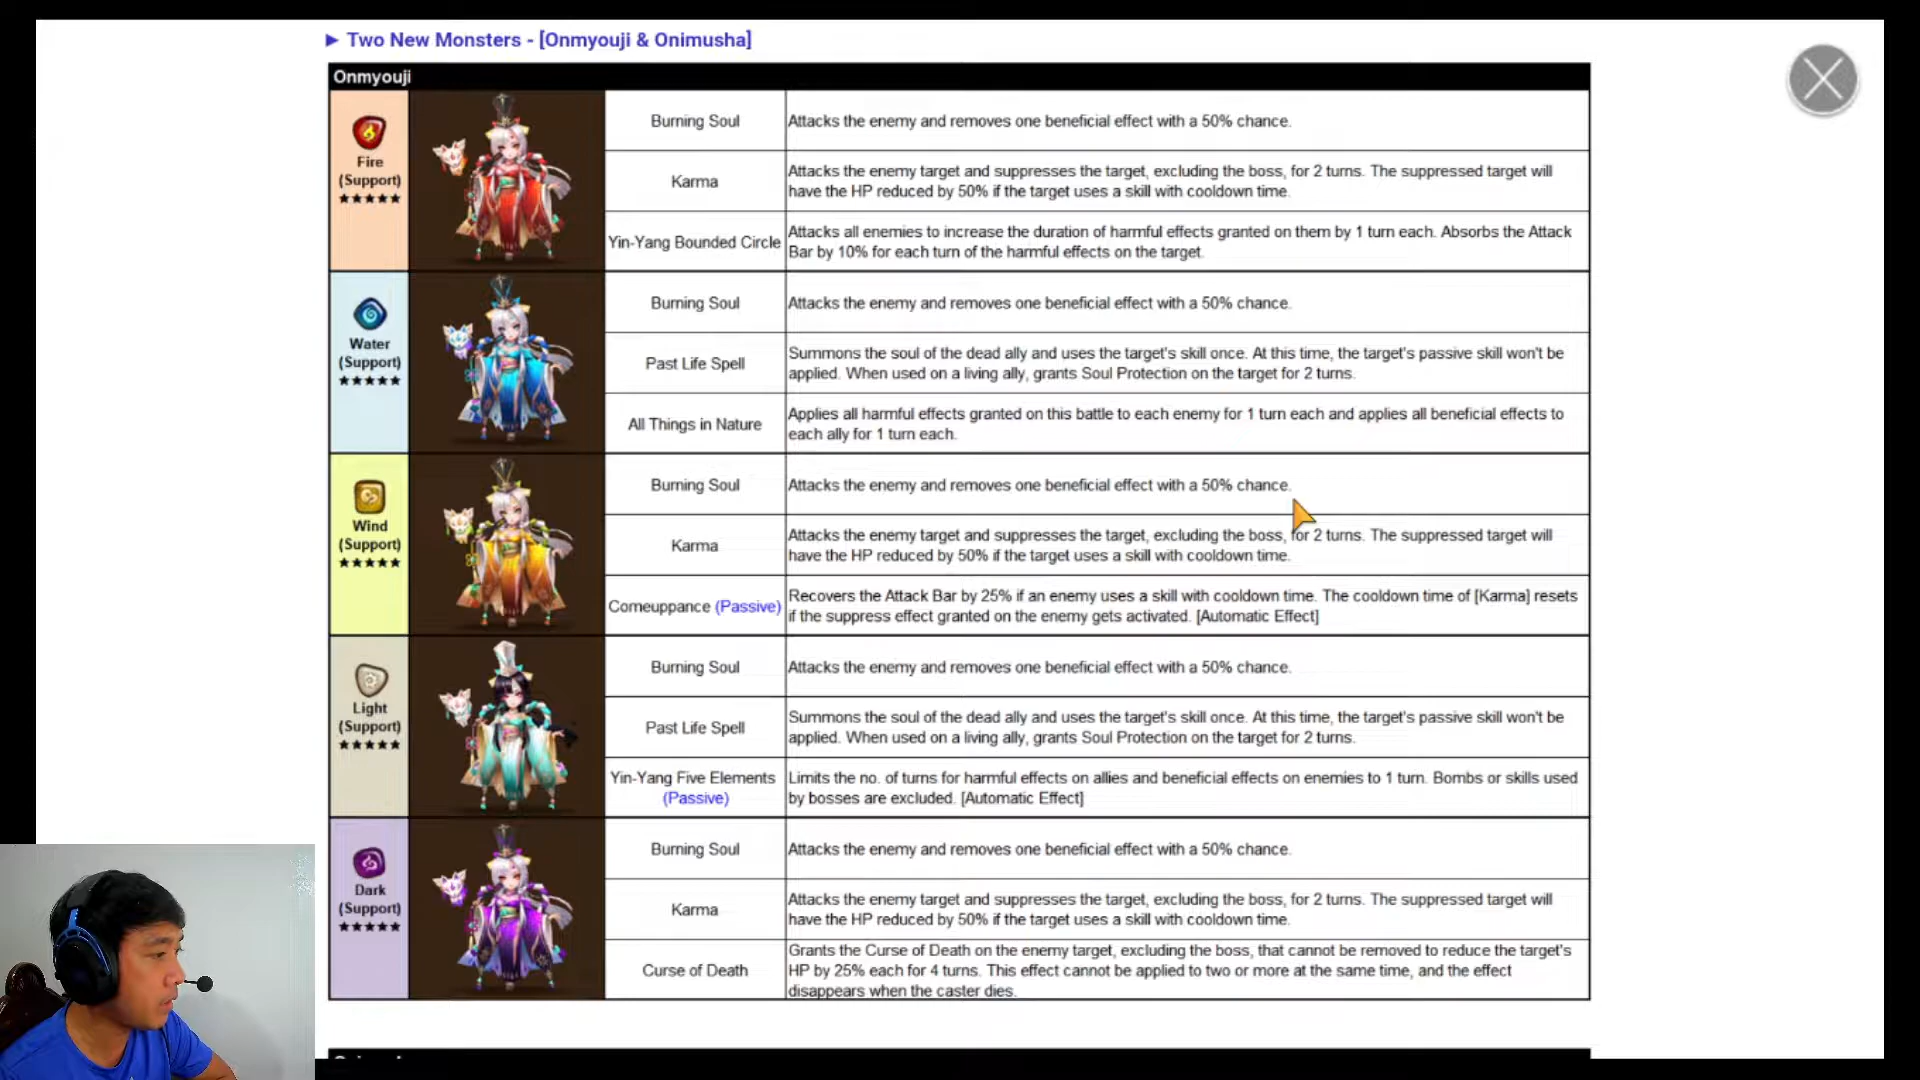 ► Two New Monsters - [Onmyouji & Onimusha]
Onmyouji
Fire
(Support)
★★★★★
Burning Soul
Attacks the enemy and removes one beneficial effect with a 50% chance.
Karma
Attacks the enemy target and suppresses the target, excluding the boss, for 2 turns. The suppressed target will
have the HP reduced by 50% if the target uses a skill with cooldown time.
Yin-Yang Bounded Circle
Attacks all enemies to increase the duration of harmful effects granted on them by 1 turn each. Absorbs the Attack
Bar by 10% for each turn of the harmful effects on the target.
Water
(Support)
★★★★★
Burning Soul
Attacks the enemy and removes one beneficial effect with a 50% chance.
Past Life Spell
Summons the soul of the dead ally and uses the target's skill once. At this time, the target's passive skill won't be
applied. When used on a living ally, grants Soul Protection on the target for 2 turns.
All Things in Nature
Applies all harmful effects granted on this battle to each enemy for 1 turn each and applies all beneficial effects to
each ally for 1 turn each.
Wind
(Support)
★★★★★
Burning Soul
Attacks the enemy and removes one beneficial effect with a 50% chance.
Karma
Attacks the enemy target and suppresses the target, excluding the boss, for 2 turns. The suppressed target will
have the HP reduced by 50% if the target uses a skill with cooldown time.
Comeuppance (Passive)
Recovers the Attack Bar by 25% if an enemy uses a skill with cooldown time. The cooldown time of [Karma] resets
if the suppress effect granted on the enemy gets activated. [Automatic Effect]
Light
(Support)
★★★★★
Burning Soul
Attacks the enemy and removes one beneficial effect with a 50% chance.
Past Life Spell
Summons the soul of the dead ally and uses the target's skill once. At this time, the target's passive skill won't be
applied. When used on a living ally, grants Soul Protection on the target for 2 turns.
Yin-Yang Five Elements
(Passive)
Limits the no. of turns for harmful effects on allies and beneficial effects on enemies to 1 turn. Bombs or skills used
by bosses are excluded. [Automatic Effect]
Dark
(Support)
★★★★★
Burning Soul
Attacks the enemy and removes one beneficial effect with a 50% chance.
Karma
Attacks the enemy target and suppresses the target, excluding the boss, for 2 turns. The suppressed target will
have the HP reduced by 50% if the target uses a skill with cooldown time.
Curse of Death
Grants the Curse of Death on the enemy target, excluding the boss, that cannot be removed to reduce the target's
HP by 25% each for 4 turns. This effect cannot be applied to two or more at the same time, and the effect
disappears when the caster dies.